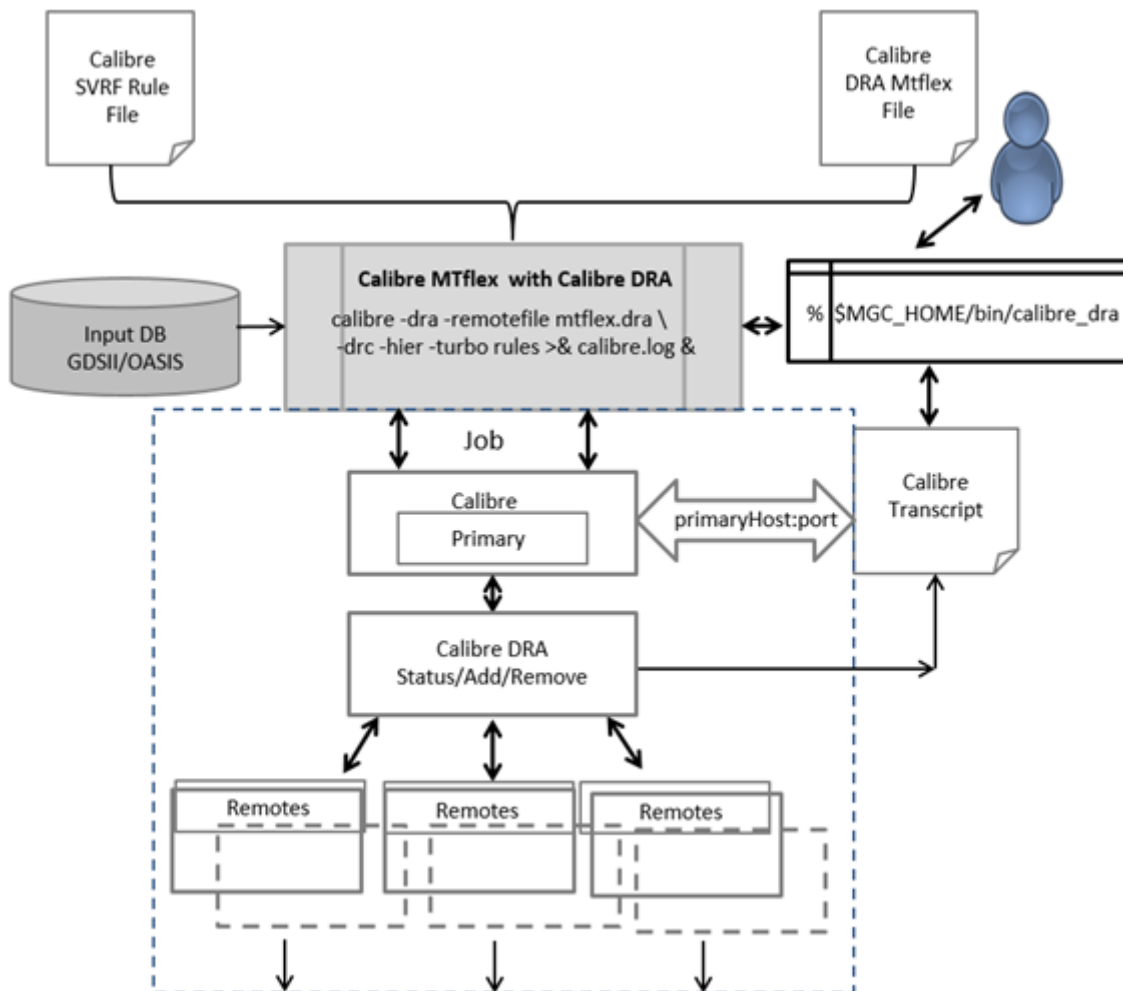 Calibre
SVRF Rule
File
Calibre
DRA Mtflex
File
Calibre MTflex with Calibre DRA
calibre -dra -remotefile mtflex.dra \
-drc -hier -turbo rules >& calibre.log &
Input DB
GDSII/OASIS
% $MGC_HOME/bin/calibre_dra
Job
Calibre
Primary
primaryHost:port
Calibre
Transcript
Calibre DRA
Status/Add/Remove
Remotes
Remotes
Remotes